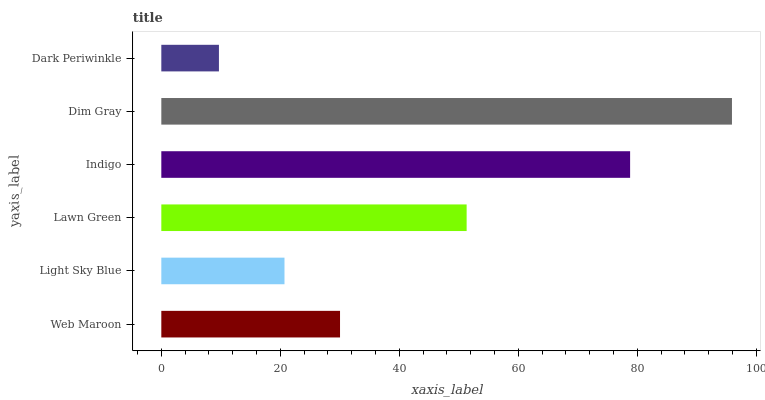 title
Dark Periwinkle
Dim Gray
Indigo
Lawn Green
Light Sky Blue
Web Maroon
yaxis_label
0 20 40 60 80 100
xaxis_label